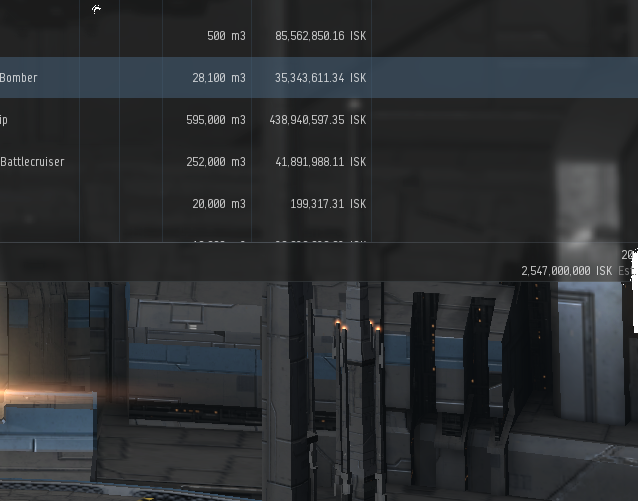 500 m3 85,562,850.16 ISK
Bomber 28,100 m3 35,343,611.34 ISK
ip 595,000 m3 438,940,597.35 ISK
Battlecruiser 252,000 m3 41,891,988.11 ISK
20,000 m3 199,317.31 ISK
20
2,547,000,000 ISK Es